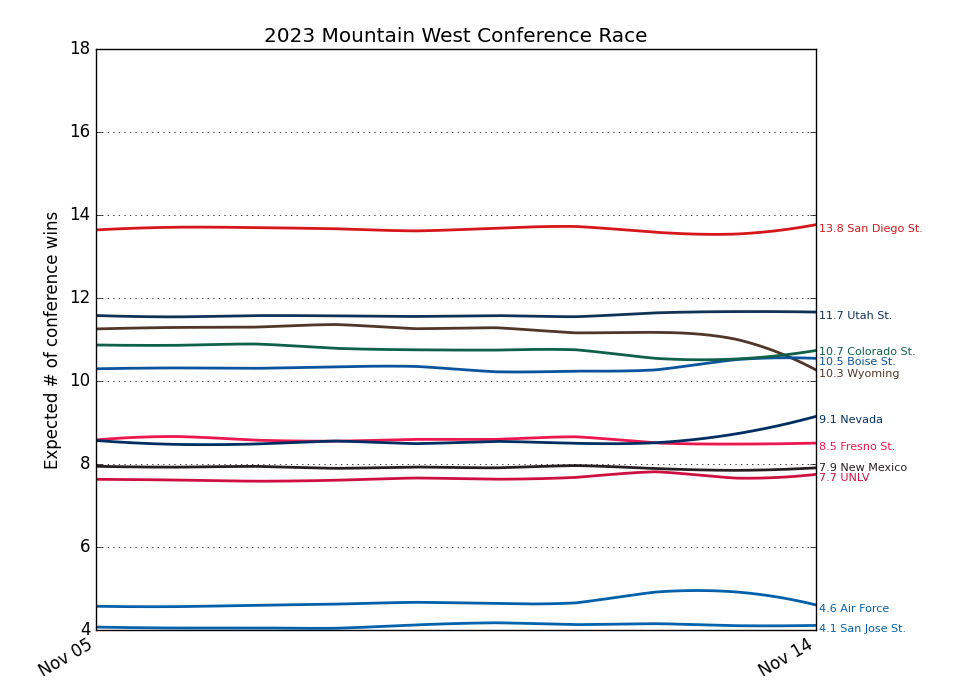 2023 Mountain West Conference Race
Expected # of conference wins
18
16
14
12
10
8
6
4
13.8 San Diego St.
11.7 Utah St.
10.7 Colorado St.
10.5 Boise St.
10.3 Wyoming
9.1 Nevada
8.5 Fresno St.
7.9 New Mexico
7.7 UNLV
4.6 Air Force
4.1 San Jose St.
Nov 05
Nov 14